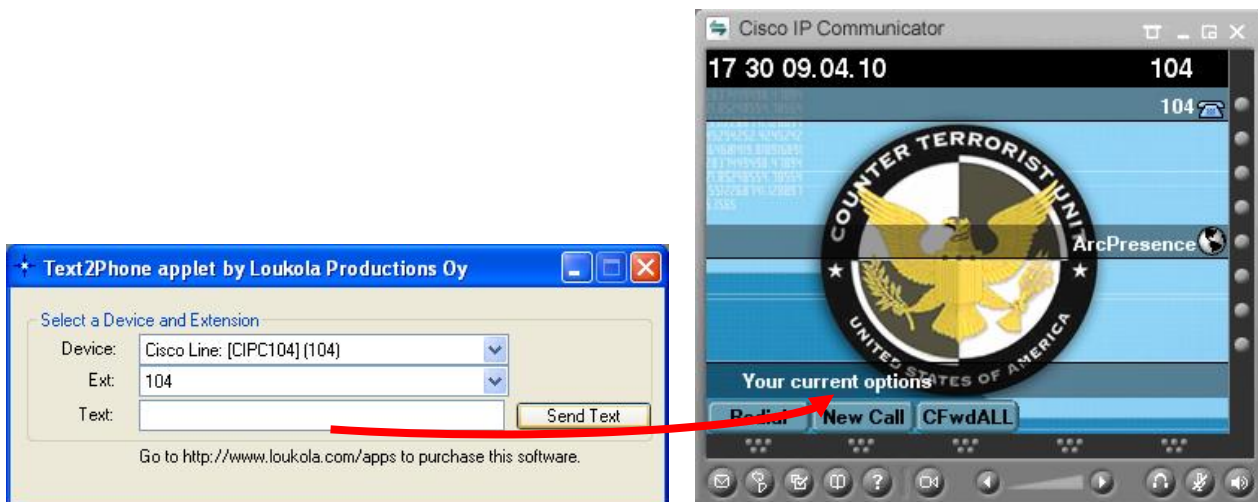 Text2Phone applet by Loukola Productions Oy
Select a Device and Extension
Device: Cisco Line: [CIPC104] (104)
Ext: 104
Text:
Send Text
Go to http://www.loukola.com/apps to purchase this software.
Cisco IP Communicator
17 30 09.04.10 104
104
COUNTER TERRORIST UNIT
ArcPresence
UNITED STATES OF AMERICA
Your current options
Redial New Call CFwdALL